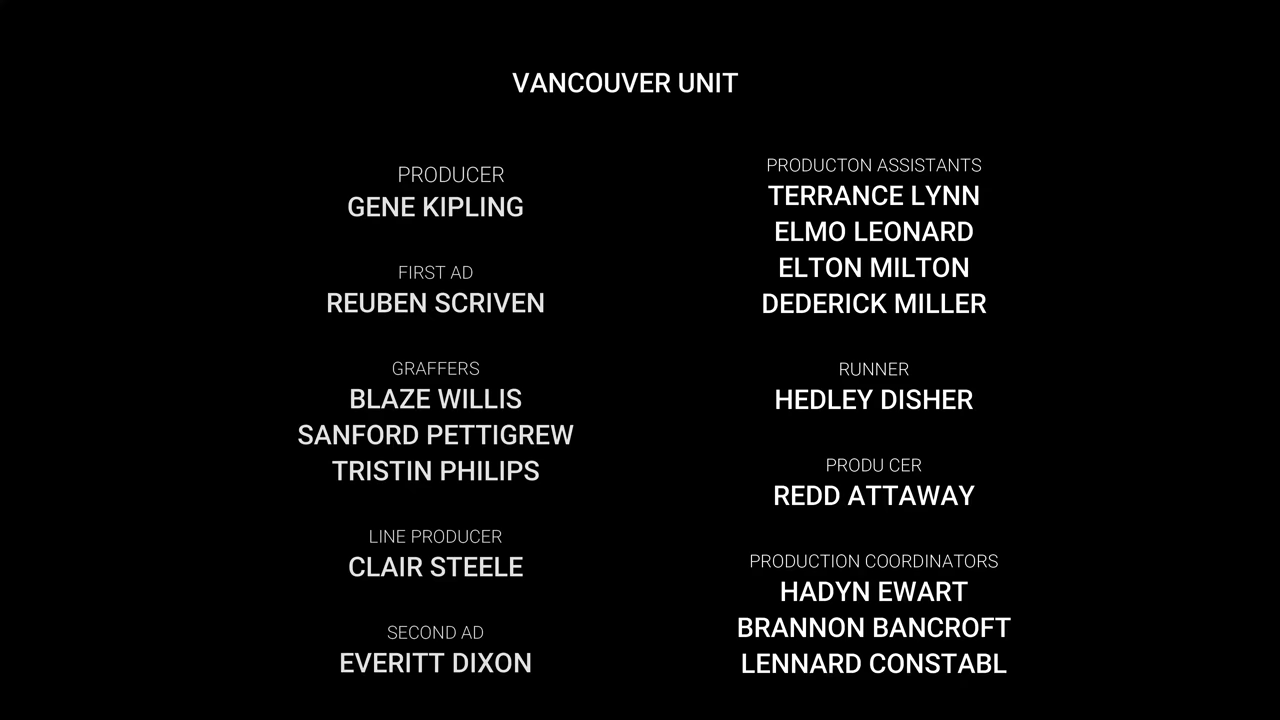 VANCOUVER UNIT
PRODUCER
GENE KIPLING
FIRST AD
REUBEN SCRIVEN
GRAFFERS
BLAZE WILLIS
SANFORD PETTIGREW
TRISTIN PHILIPS
LINE PRODUCER
CLAIR STEELE
SECOND AD
EVERITT DIXON
PRODUCTON ASSISTANTS
TERRANCE LYNN
ELMO LEONARD
ELTON MILTON
DEDERICK MILLER
RUNNER
HEDLEY DISHER
PRODU CER
REDD ATTAWAY
PRODUCTION COORDINATORS
HADYN EWART
BRANNON BANCROFT
LENNARD CONSTABL